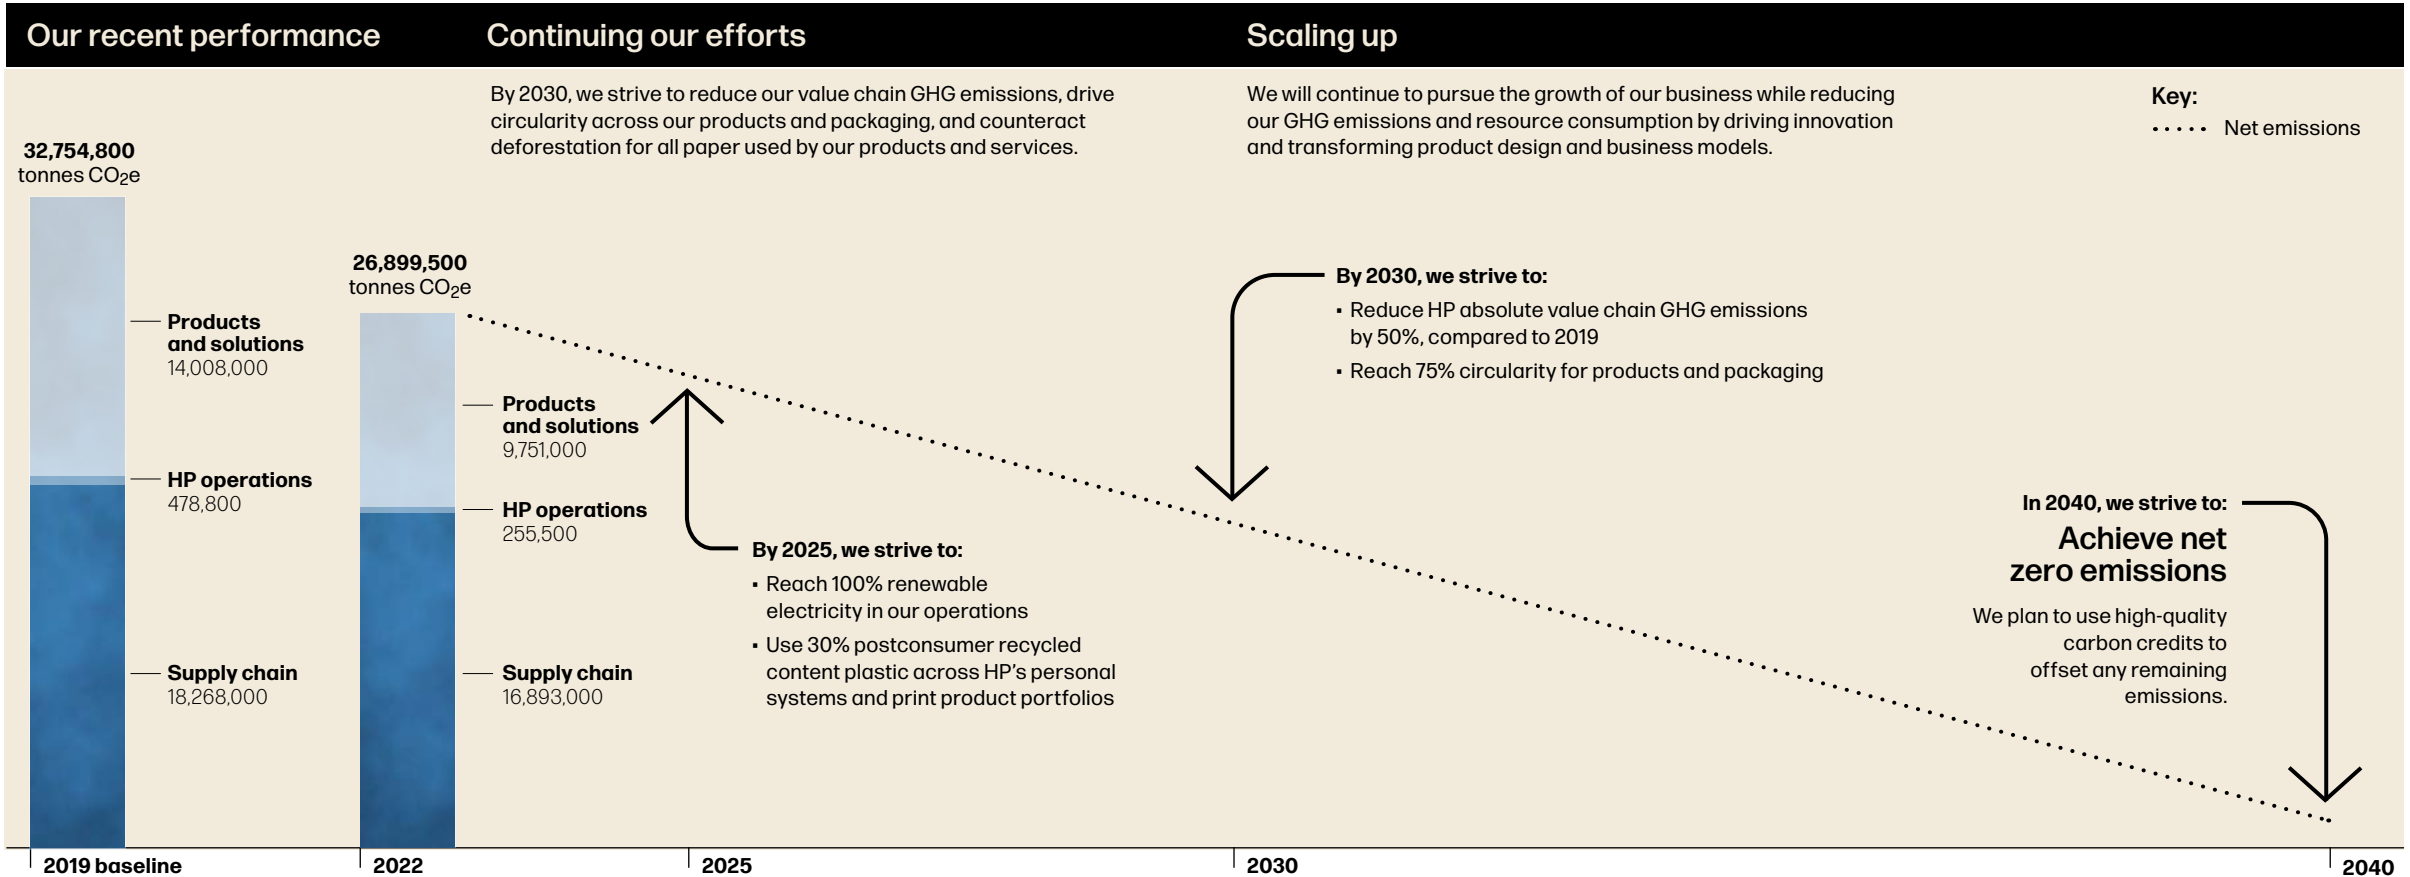 Our recent performance
Continuing our efforts
Scaling up
By 2030, we strive to reduce our value chain GHG emissions, drive
circularity across our products and packaging, and counteract
deforestation for all paper used by our products and services.
We will continue to pursue the growth of our business while reducing
our GHG emissions and resource consumption by driving innovation
and transforming product design and business models.
Key:
Net emissions
32,754,800
tonnes CO2e
Products
and solutions
14,008,000
HP operations
478,800
Supply chain
18,268,000
26,899,500
tonnes CO2e
Products
and solutions
9,751,000
HP operations
255,500
Supply chain
16,893,000
By 2025, we strive to:
▪ Reach 100% renewable
electricity in our operations
▪ Use 30% postconsumer recycled
content plastic across HP’s personal
systems and print product portfolios
By 2030, we strive to:
▪ Reduce HP absolute value chain GHG emissions
by 50%, compared to 2019
▪ Reach 75% circularity for products and packaging
In 2040, we strive to:
Achieve net
zero emissions
We plan to use high-quality
carbon credits to
offset any remaining
emissions.
2019 baseline
2022
2025
2030
2040